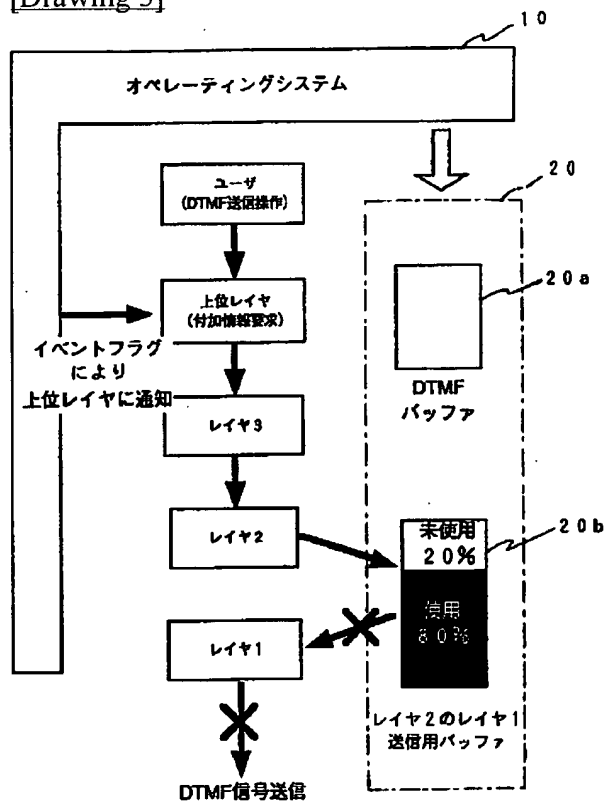 [Drawing 3]
10
オペレーティングシステム
ユーザ
(DTMF送信操作)
20
上位レイヤ
(付加情報要求)
20a
イベントフラグ
により
上位レイヤに通知
DTMF
バッファ
レイヤ3
レイヤ2
未使用
20%
20b
使用
80%
レイヤ1
レイヤ2のレイヤ1
送信用バッファ
DTMF信号送信